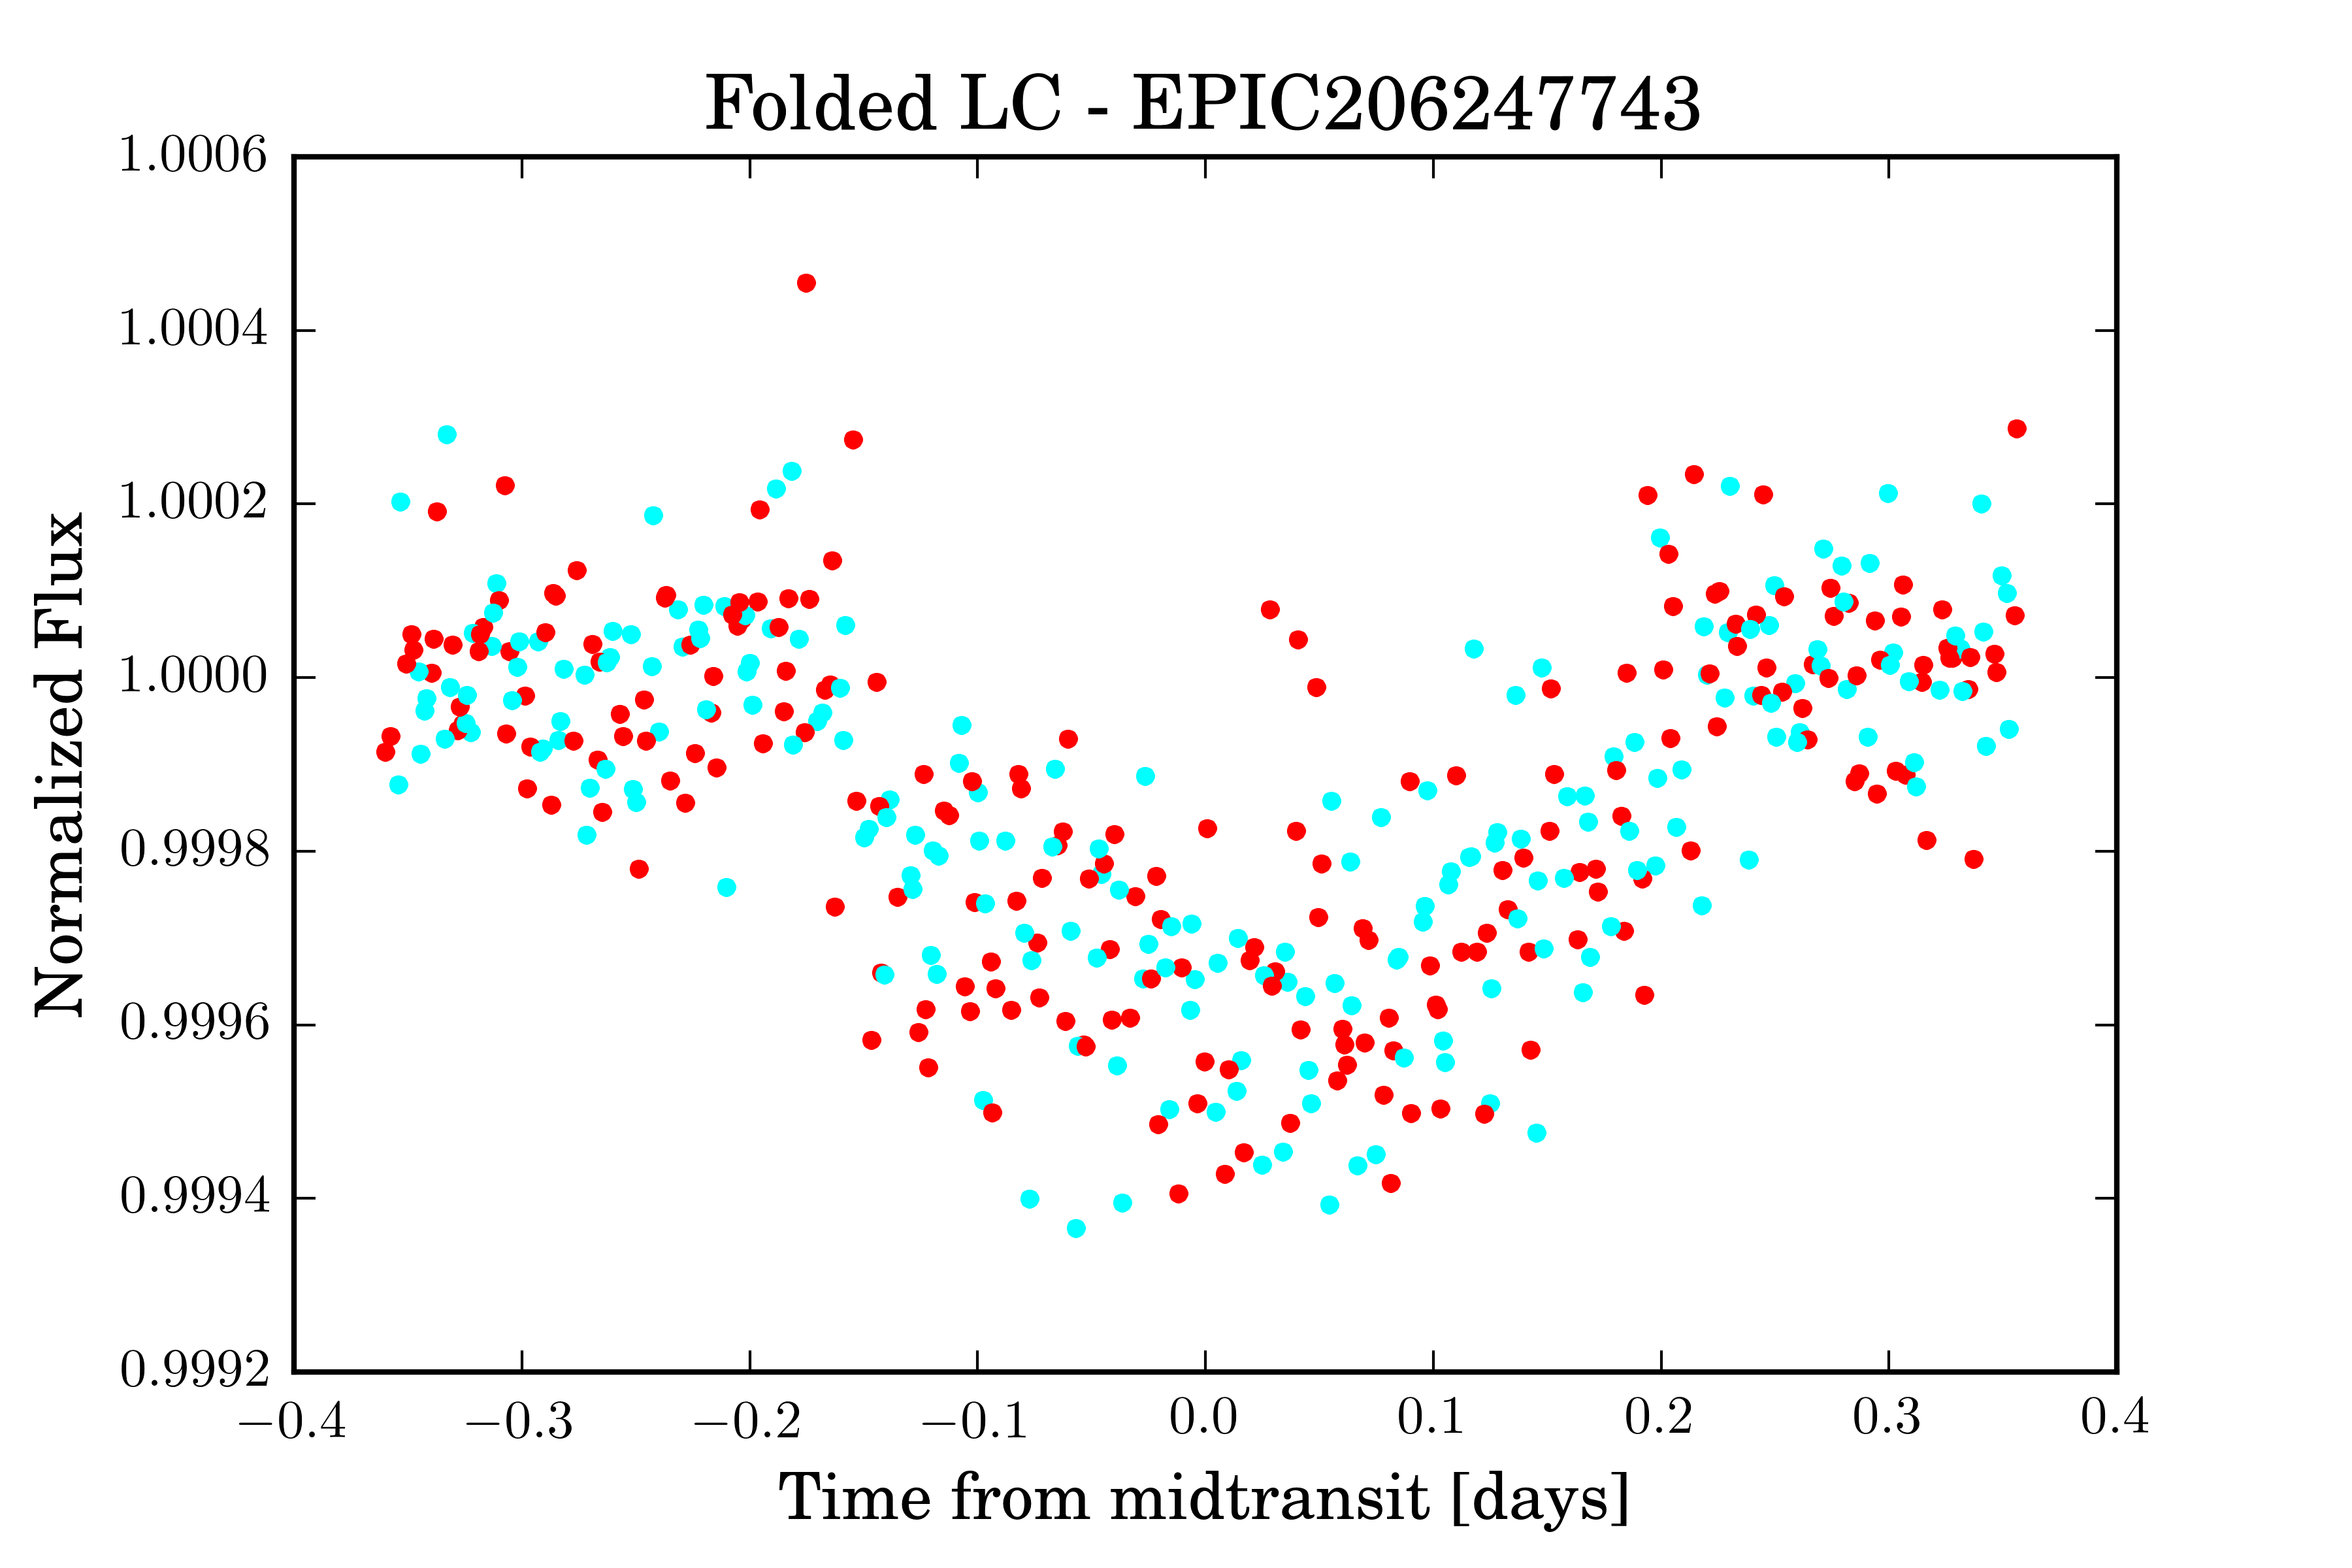 Folded LC - EPIC206247743
1.0006
1.0004
1.0002
1.0000
0.9998
0.9996
0.9994
0.9992
Normalized Flux
−0.4 −0.3 −0.2 −0.1 0.0 0.1 0.2 0.3 0.4
Time from midtransit [days]